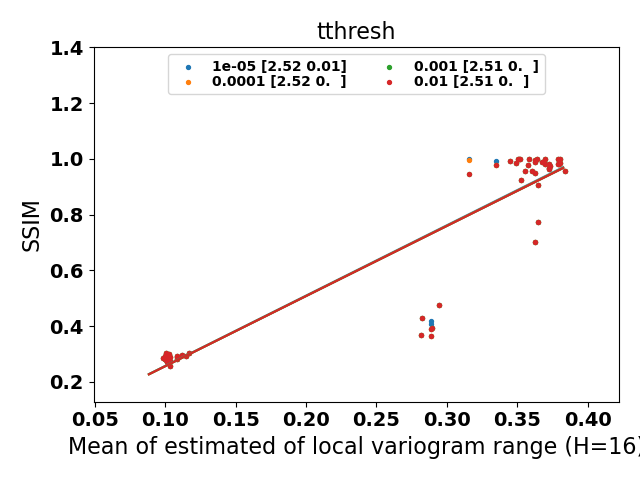 tthresh
1e-05 [2.52 0.01]
0.0001 [2.52 0.  ]
0.001 [2.51 0.  ]
0.01 [2.51 0.  ]
SSIM
1.4
1.2
1.0
0.8
0.6
0.4
0.2
0.05 0.10 0.15 0.20 0.25 0.30 0.35 0.40
Mean of estimated of local variogram range (H=16)